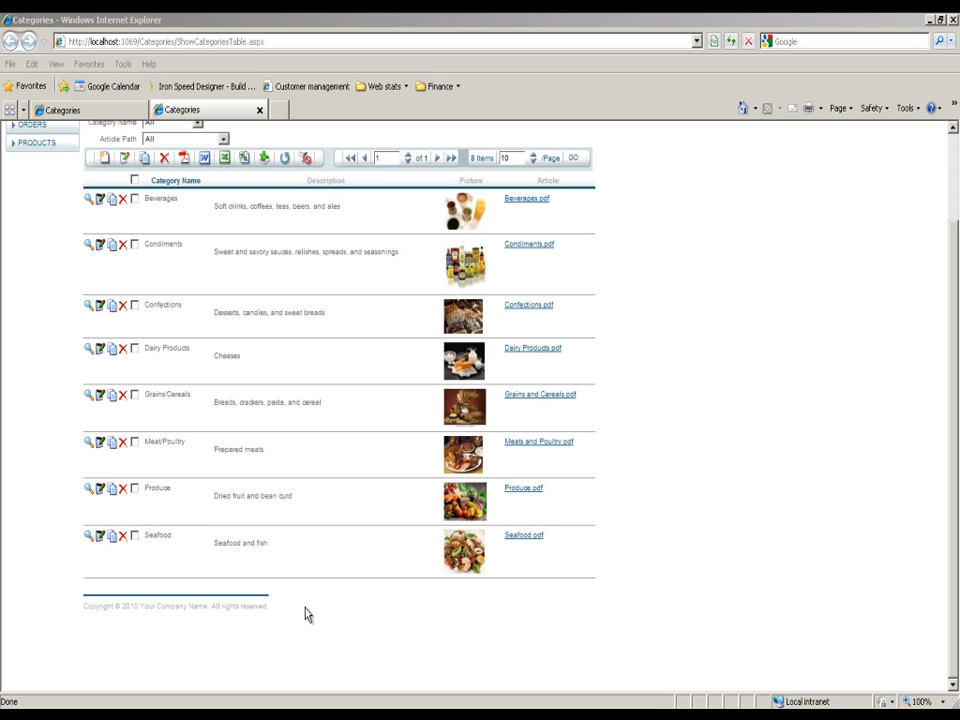 Categories - Windows Internet Explorer
http://localhost:1069/Categories/ShowCategoriesTable.aspx
Google
File Edit View Favorites Tools Help
Favorites Google Calendar Iron Speed Designer - Build ... Customer management Web stats Finance
Categories Categories Page Safety Tools
ORDERS Category Name All
PRODUCTS Article Path All
1 of 1 8 Items 10 /Page GO
Category Name Description Picture Article
Beverages Soft drinks, coffees, teas, beers, and ales Beverages.pdf
Condiments Sweet and savory sauces, relishes, spreads, and seasonings Condiments.pdf
Confections Desserts, candies, and sweet breads Confections.pdf
Dairy Products Cheeses Dairy Products.pdf
Grains/Cereals Breads, crackers, pasta, and cereal Grains and Cereals.pdf
Meat/Poultry Prepared meats Meats and Poultry.pdf
Produce Dried fruit and bean curd Produce.pdf
Seafood Seafood and fish Seafood.pdf
Copyright © 2010 Your Company Name. All rights reserved.
Done Local intranet 100%